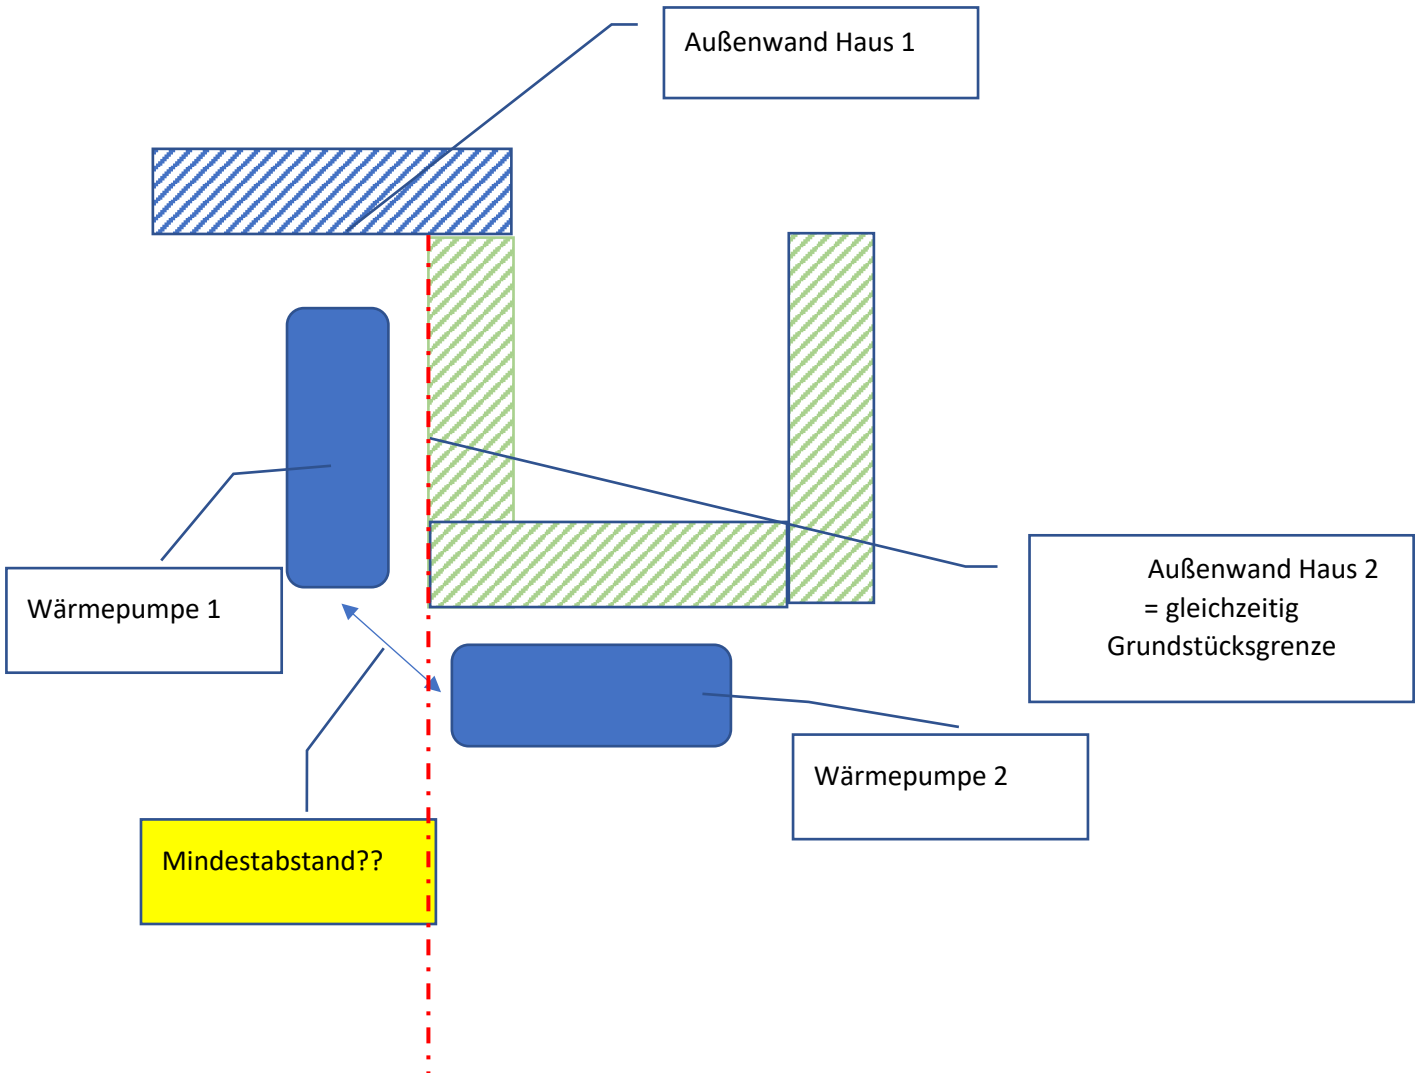 Außenwand Haus 1
Außenwand Haus 2
= gleichzeitig
Grundstücksgrenze
Wärmepumpe 1
Wärmepumpe 2
Mindestabstand??